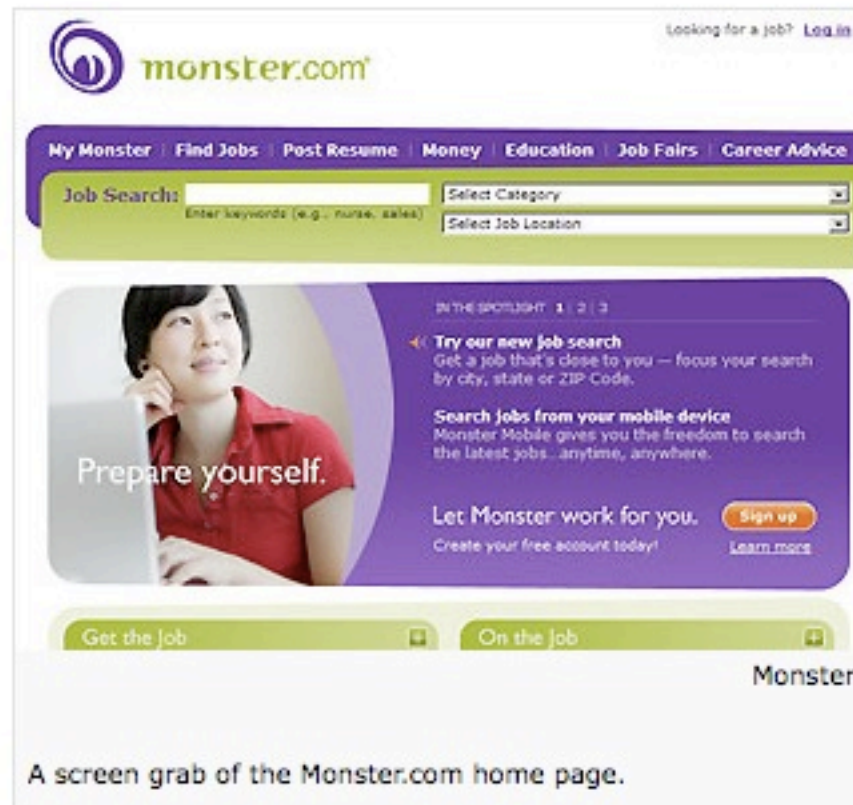 Looking for a job? Log in
monster.com
My Monster | Find Jobs | Post Resume | Money | Education | Job Fairs | Career Advice
Job Search:
Select Category
Enter keywords (e.g., nurse, sales)
Select Job Location
IN THE SPOTLIGHT 1 | 2 | 3
Try our new job search
Get a job that's close to you — focus your search
by city, state or ZIP Code.
Search jobs from your mobile device
Monster Mobile gives you the freedom to search
the latest jobs...anytime, anywhere.
Prepare yourself.
Let Monster work for you.
Sign up
Create your free account today!
Learn more
Get the Job
On the Job
Monster
A screen grab of the Monster.com home page.